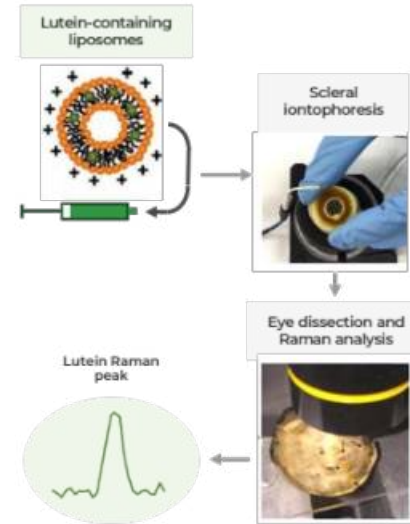 Lutein-containing
liposomes
Scleral
iontophoresis
Eye dissection and
Raman analysis
Lutein Raman
peak